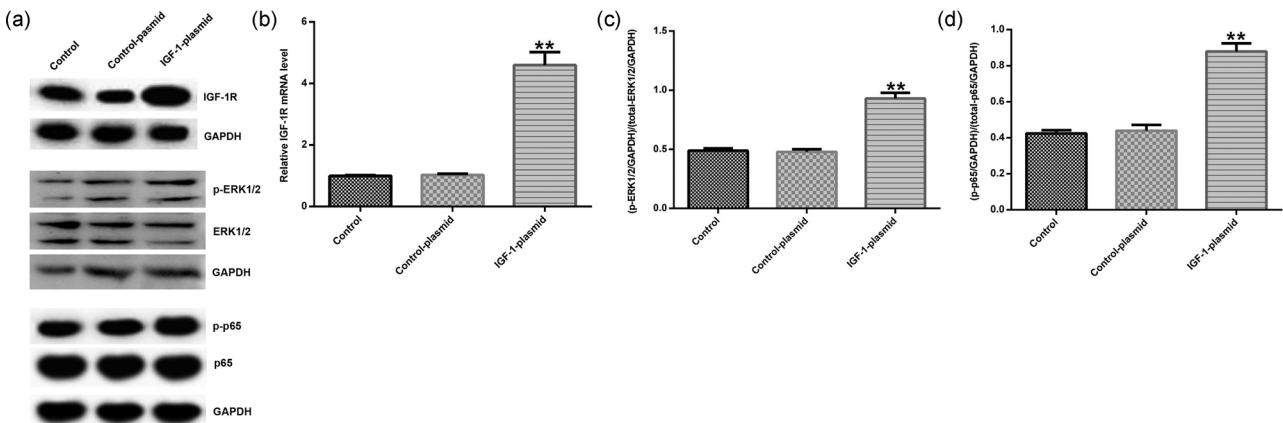 (a)
Control
Control-pasmid
IGF-1-plasmid
IGF-1R
GAPDH
p-ERK1/2
ERK1/2
GAPDH
p-p65
p65
GAPDH
(b)
Relative IGF-1R mRNA level
6
4
2
0
**
Control
Control-plasmid
IGF-1-plasmid
(c)
(p-ERK1/2/GAPDH)/(total-ERK1/2/GAPDH)
1.5
1.0
0.5
0.0
**
Control
Control-plasmid
IGF-1-plasmid
(d)
(p-p65/GAPDH)/(total-p65/GAPDH)
1.0
0.8
0.6
0.4
0.2
0.0
**
Control
Control-plasmid
IGF-1-plasmid